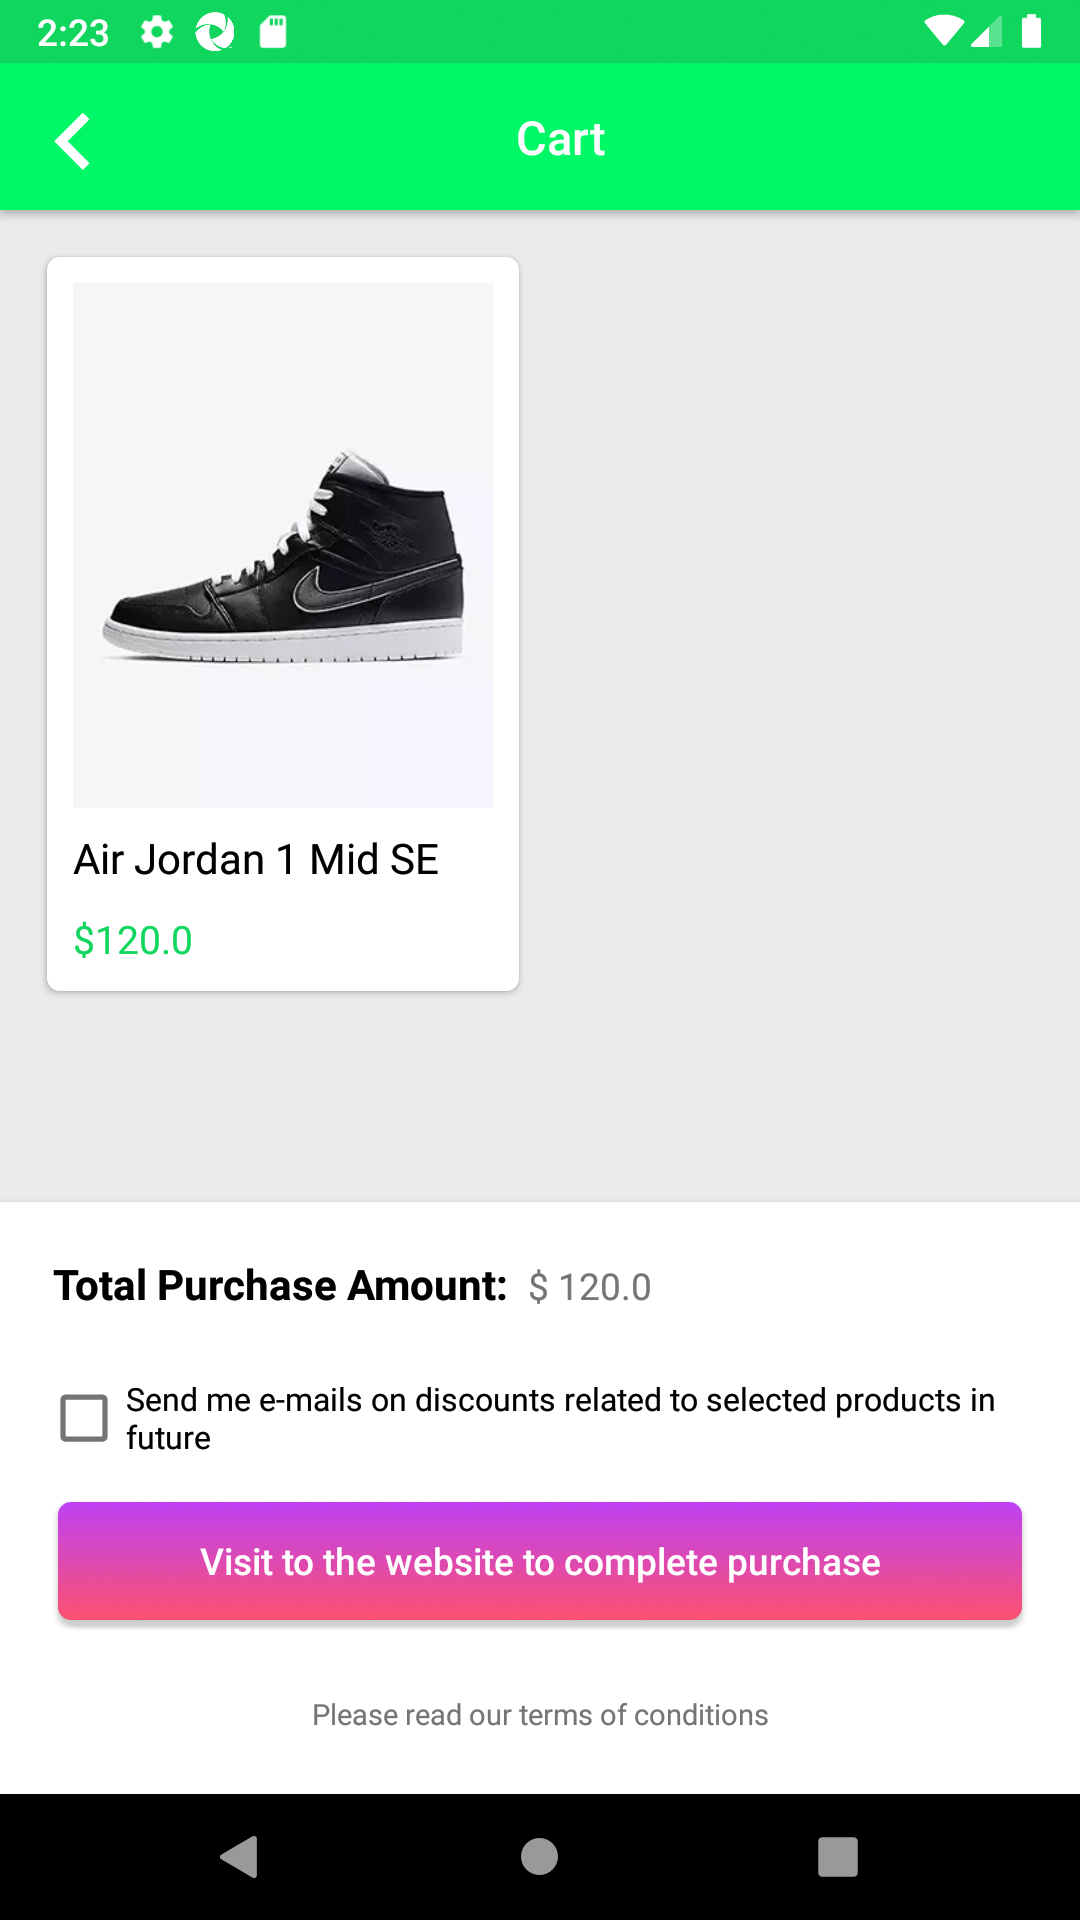 2:23
Cart
Air Jordan 1 Mid SE
$120.0
Total Purchase Amount: $ 120.0
Send me e-mails on discounts related to selected products in
future
Visit to the website to complete purchase
Please read our terms of conditions